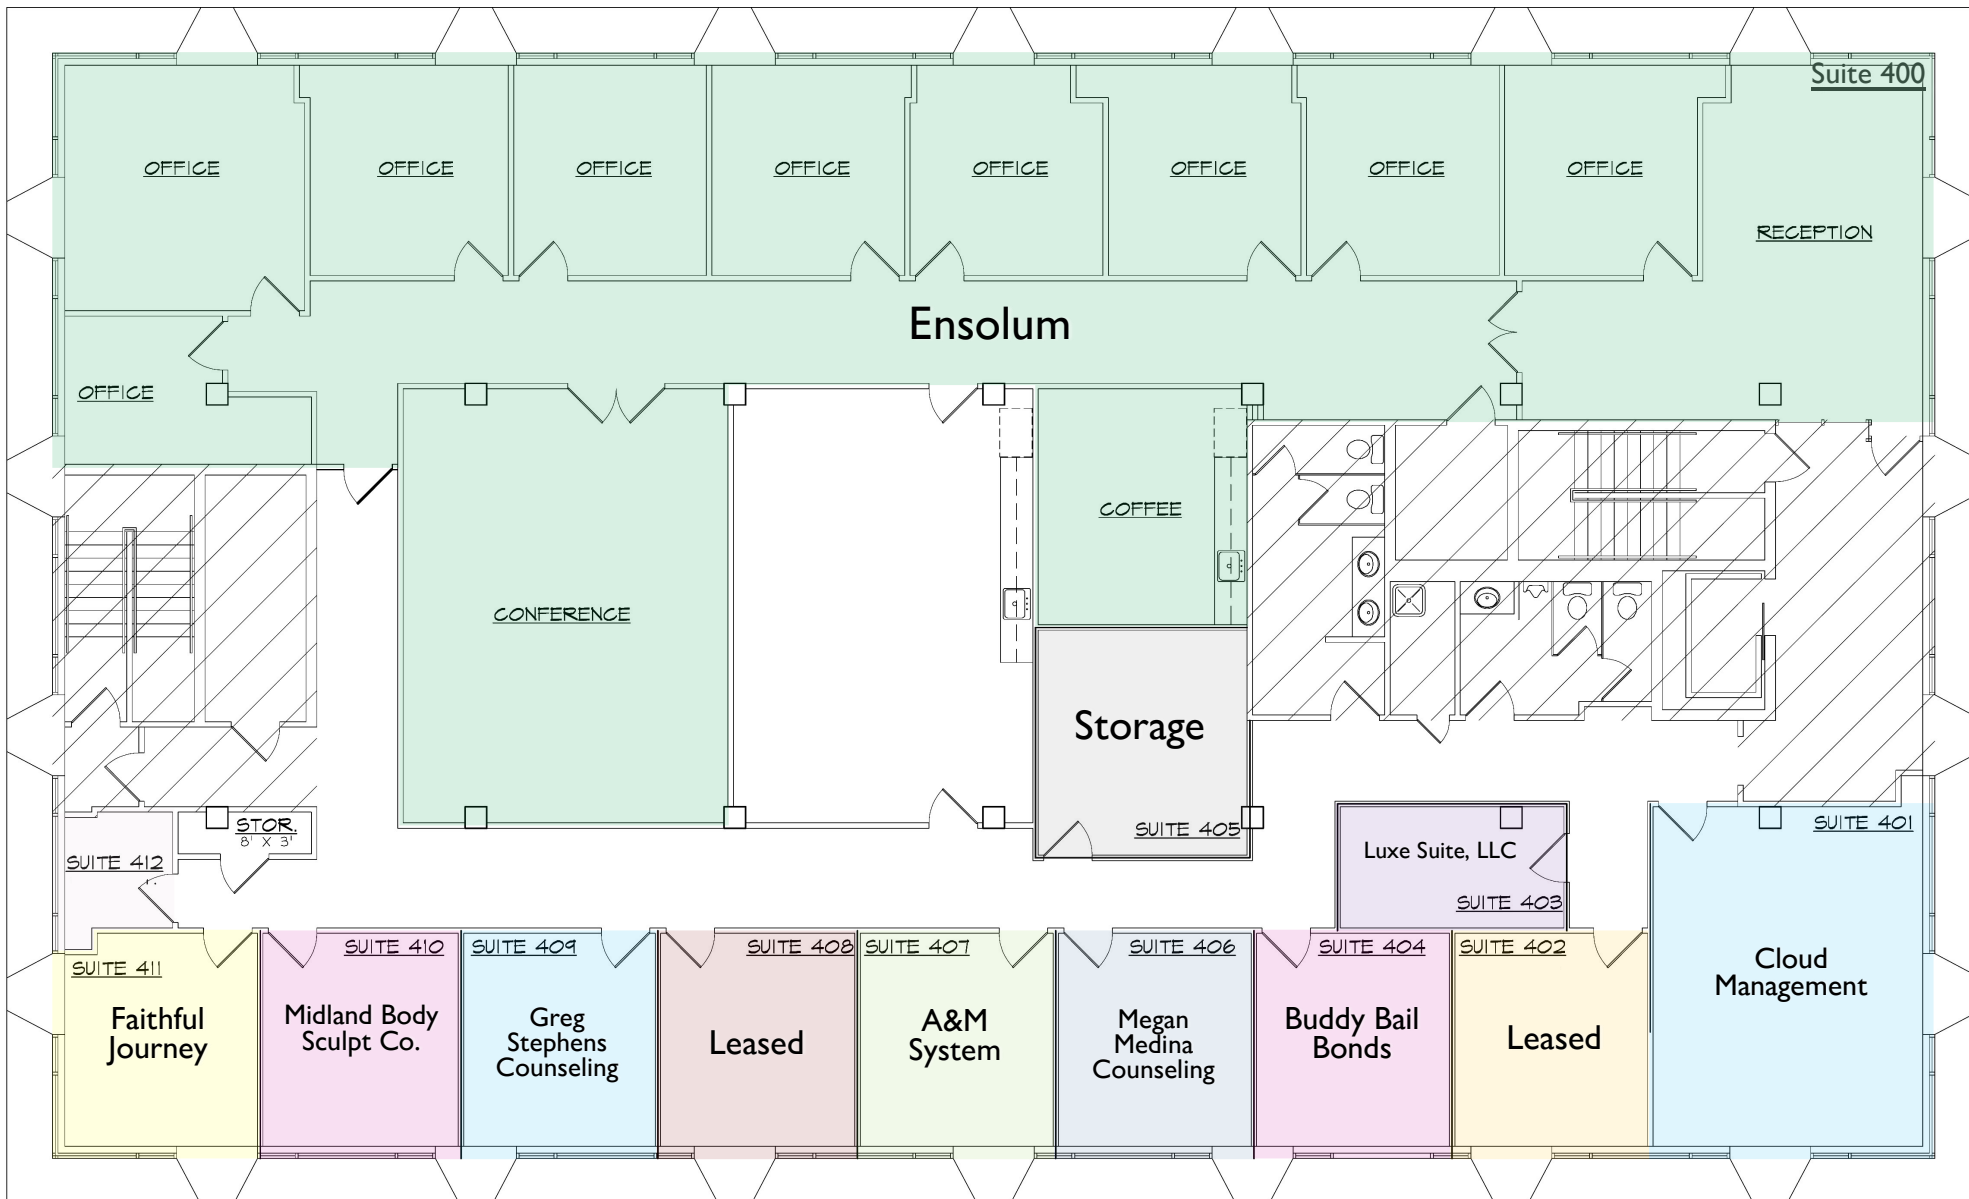 Suite 400
OFFICE
OFFICE
OFFICE
OFFICE
OFFICE
OFFICE
OFFICE
OFFICE
RECEPTION
Ensolum
OFFICE
COFFEE
CONFERENCE
Storage
SUITE 405
SUITE 401
STOR.
8' X 3'
SUITE 412
Luxe Suite, LLC
SUITE 403
SUITE 411
Faithful
Journey
SUITE 410
Midland Body
Sculpt Co.
SUITE 409
Greg
Stephens
Counseling
SUITE 408
Leased
SUITE 407
A&M
System
SUITE 406
Megan
Medina
Counseling
SUITE 404
Buddy Bail
Bonds
SUITE 402
Leased
Cloud
Management